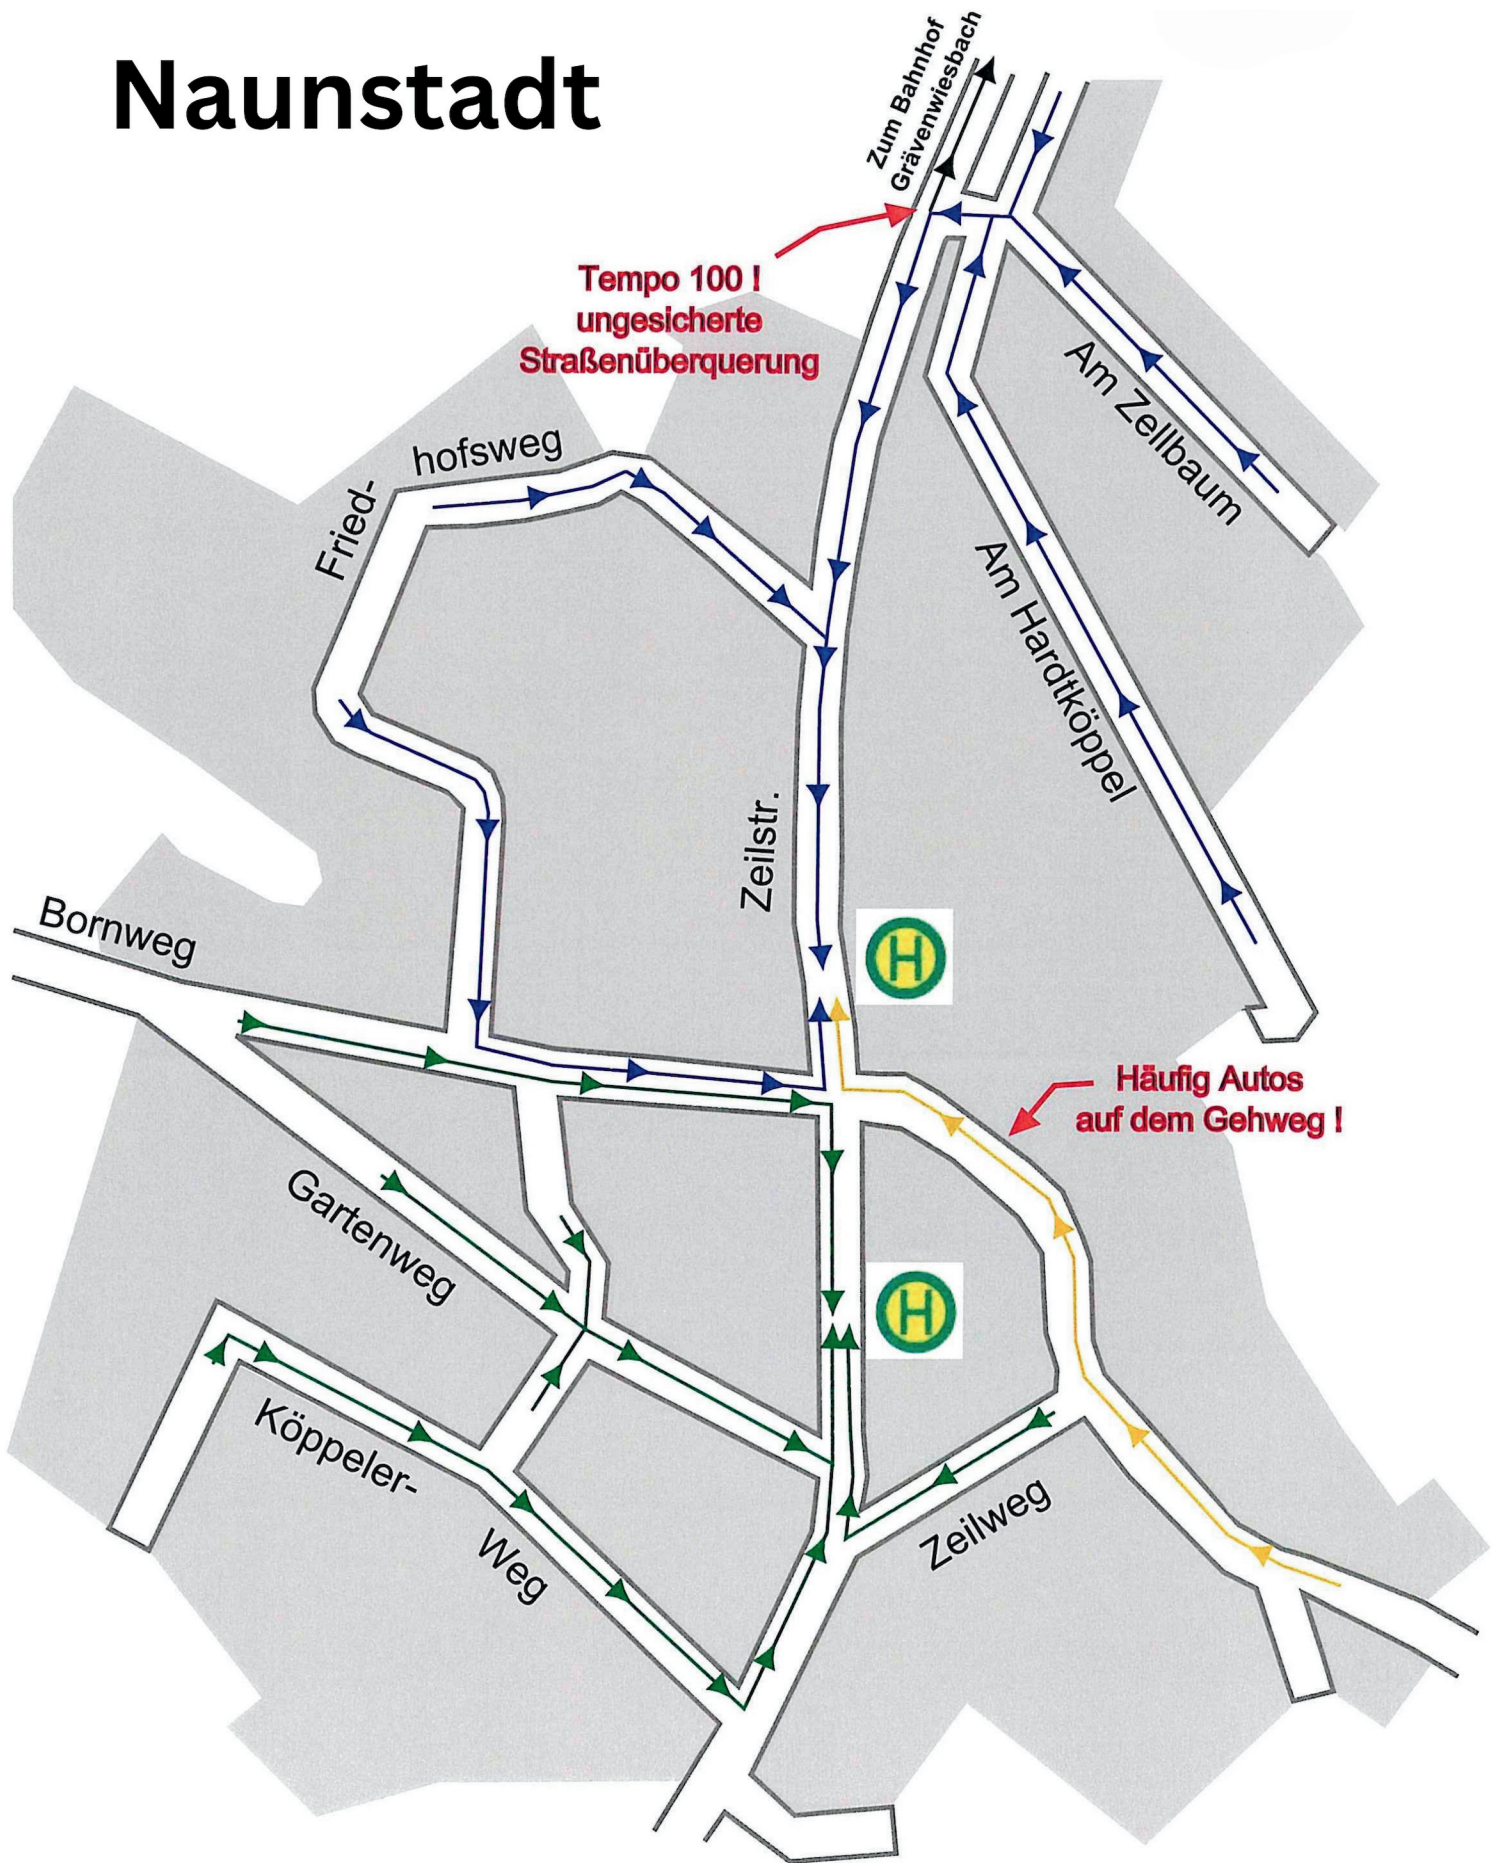 Naunstadt
Zum Bahnhof
Grävenwiesbach
Tempo 100 !
ungesicherte
Straßenüberquerung
Am Zellbaum
hofsweg
Fried-
Am Hardtköppel
Zeilstr.
Bornweg
H
Häufig Autos
auf dem Gehweg !
Gartenweg
H
Köppeler-
Weg
Zeilweg